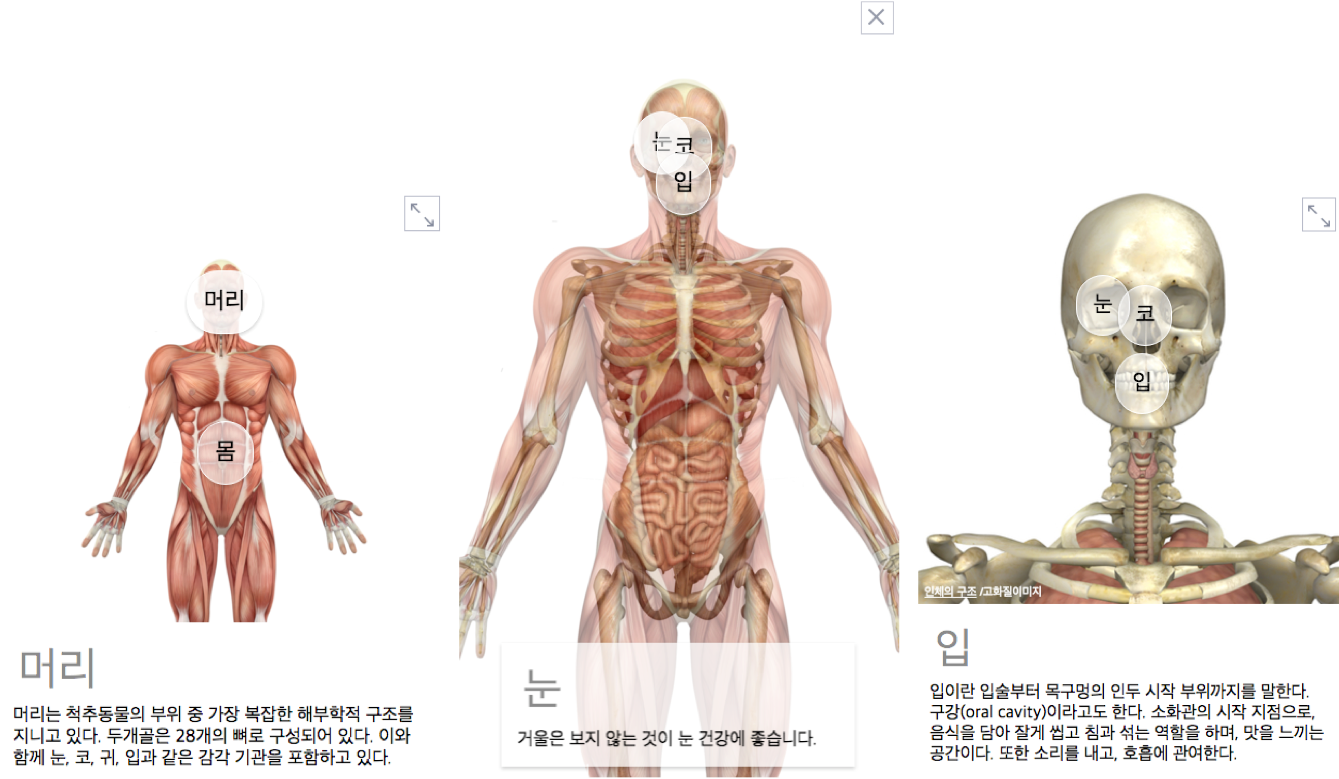 머리
몸
머리
머리는 척추동물의 부위 중 가장 복잡한 해부학적 구조를
지니고 있다. 두개골은 28개의 뼈로 구성되어 있다. 이와
함께 눈, 코, 귀, 입과 같은 감각 기관을 포함하고 있다.
눈
코
입
눈
거울은 보지 않는 것이 눈 건강에 좋습니다.
눈
코
입
인체의 구조 /고화질이미지
입
입이란 입술부터 목구멍의 인두 시작 부위까지를 말한다.
구강(oral cavity)이라고도 한다. 소화관의 시작 지점으로,
음식을 담아 잘게 씹고 침과 섞는 역할을 하며, 맛을 느끼는
공간이다. 또한 소리를 내고, 호흡에 관여한다.